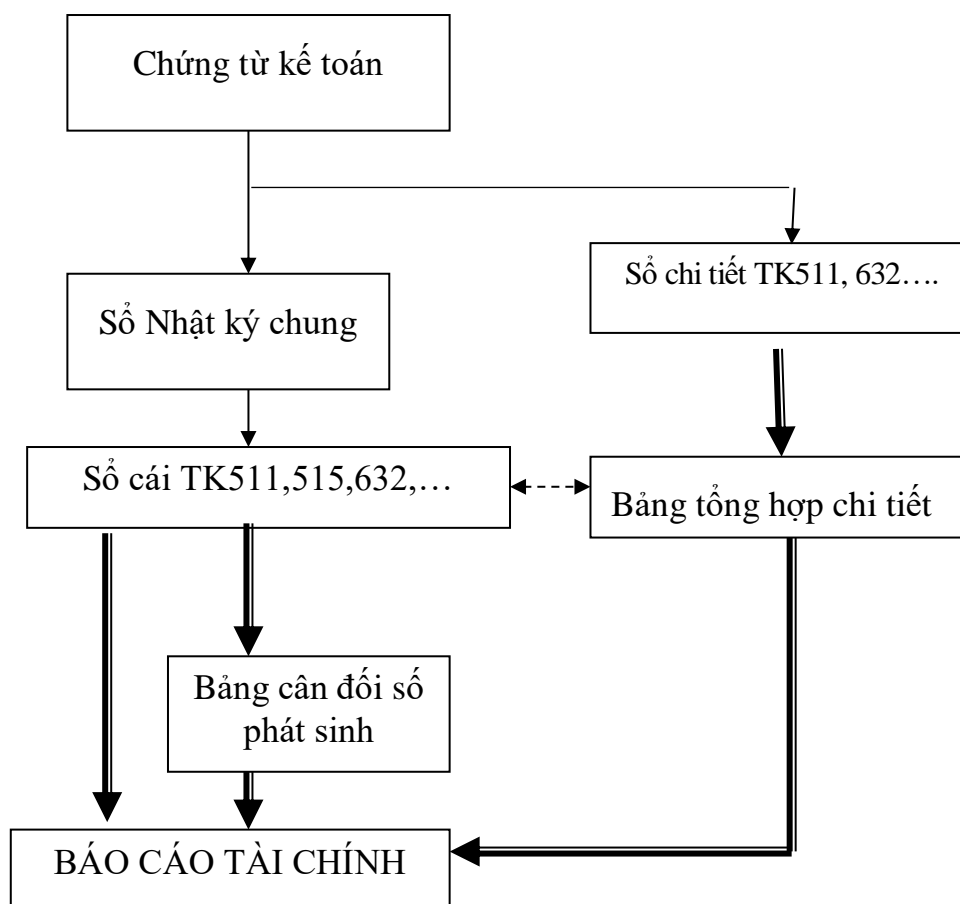 Chứng từ kế toán
Sổ chi tiết TK511, 632….
Sổ Nhật ký chung
Sổ cái TK511,515,632,…
Bảng tổng hợp chi tiết
Bảng cân đối số
phát sinh
BÁO CÁO TÀI CHÍNH